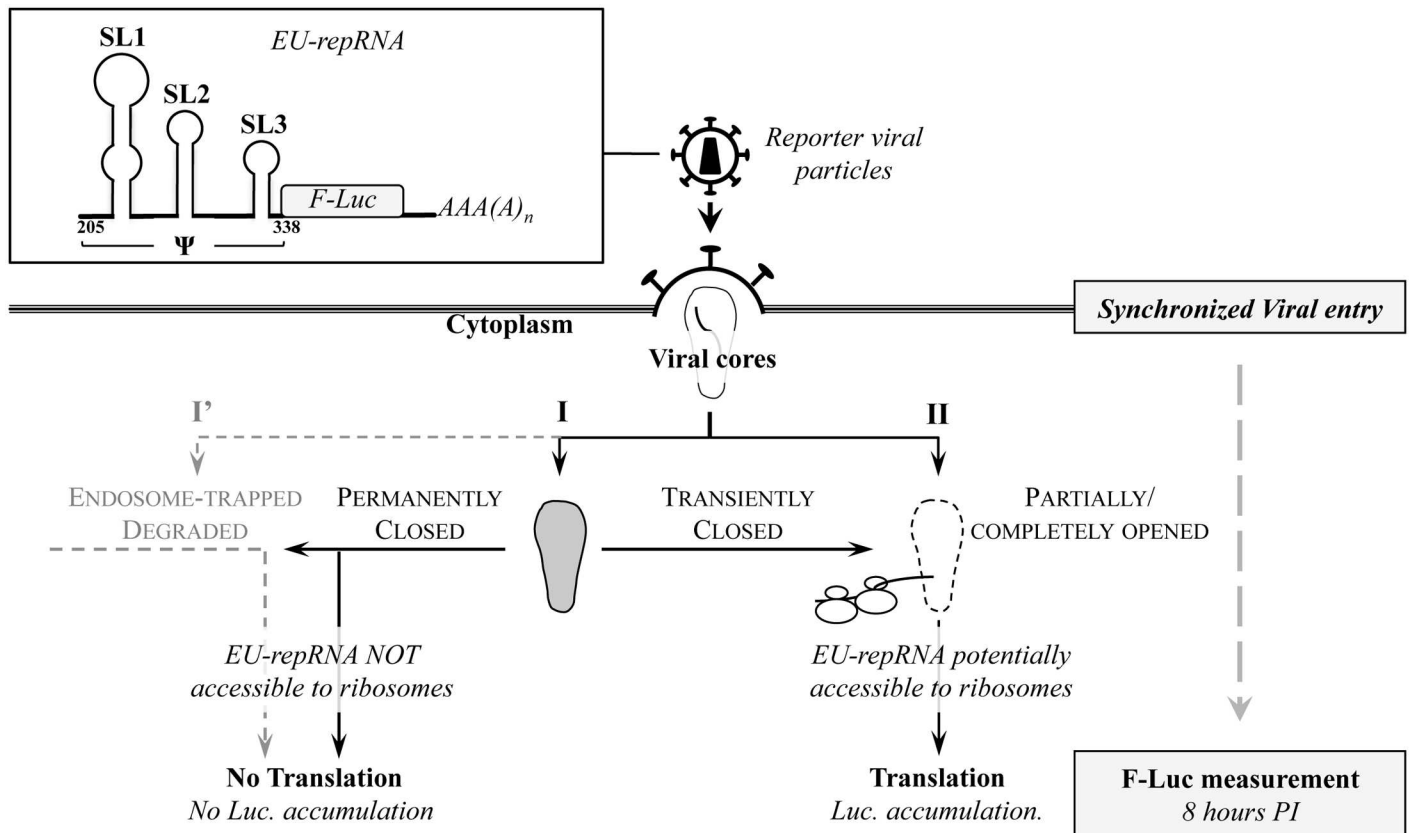 EU-repRNA
SL1
SL2
SL3
F-Luc
AAA(A)n
205
338
Ψ
Reporter viral
particles
Cytoplasm
Synchronized Viral entry
Viral cores
I’
I
II
ENDOSOME-TRAPPED
DEGRADED
PERMANENTLY
CLOSED
TRANSIENTLY
CLOSED
PARTIALLY/
COMPLETELY OPENED
EU-repRNA NOT
accessible to ribosomes
EU-repRNA potentially
accessible to ribosomes
No Translation
No Luc. accumulation
Translation
Luc. accumulation.
F-Luc measurement
8 hours PI